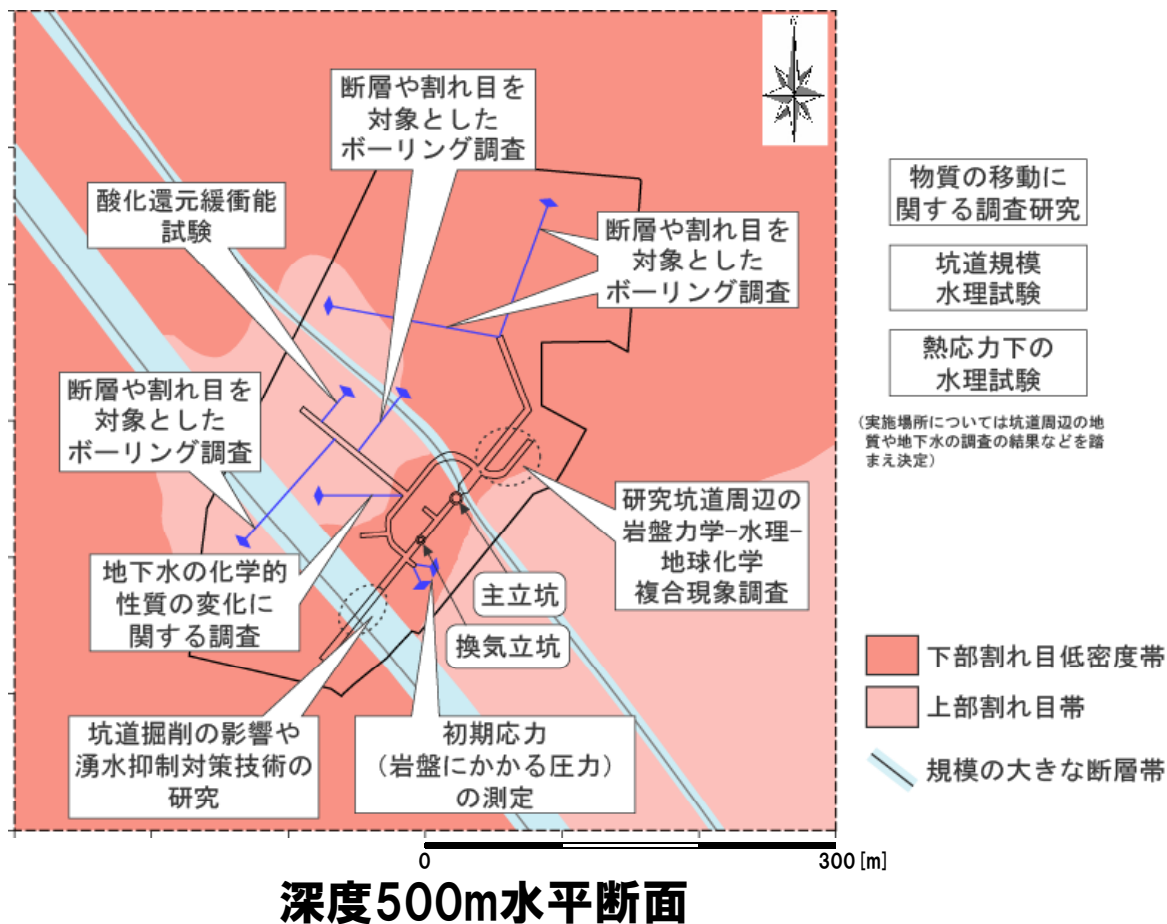 断層や割れ目を
対象とした
ボーリング調査
酸化還元緩衝能
試験
断層や割れ目を
対象とした
ボーリング調査
断層や割れ目を
対象とした
ボーリング調査
地下水の化学的
性質の変化に
関する調査
研究坑道周辺の
岩盤力学−水理−
地球化学
複合現象調査
主立坑
換気立坑
坑道掘削の影響や
湧水抑制対策技術の
研究
初期応力
(岩盤にかかる圧力)
の測定
物質の移動に
関する調査研究
坑道規模
水理試験
熱応力下の
水理試験
(実施場所については坑道周辺の地
質や地下水の調査の結果などを踏
まえ決定)
下部割れ目低密度帯
上部割れ目帯
規模の大きな断層帯
0
300[m]
深度500m水平断面